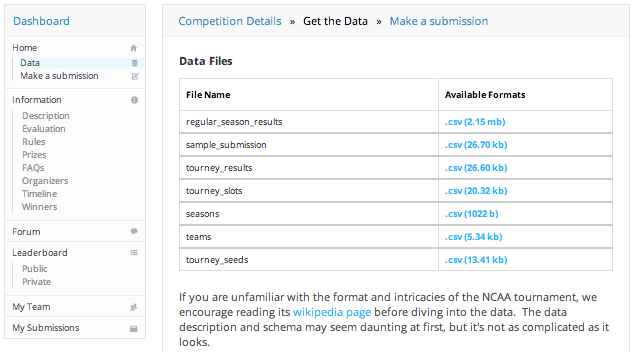 Dashboard
Home
Data
Make a submission
Information
Description
Evaluation
Rules
Prizes
FAQs
Organizers
Timeline
Winners
Forum
Leaderboard
Public
Private
My Team
My Submissions
Competition Details » Get the Data » Make a submission
Data Files
File Name Available Formats
regular_season_results .csv (2.15 mb)
sample_submission .csv (26.70 kb)
tourney_results .csv (26.60 kb)
tourney_slots .csv (20.32 kb)
seasons .csv (1022 b)
teams .csv (5.34 kb)
tourney_seeds .csv (13.41 kb)
If you are unfamiliar with the format and intricacies of the NCAA tournament, we
encourage reading its wikipedia page before diving into the data. The data
description and schema may seem daunting at first, but it's not as complicated as it
looks.